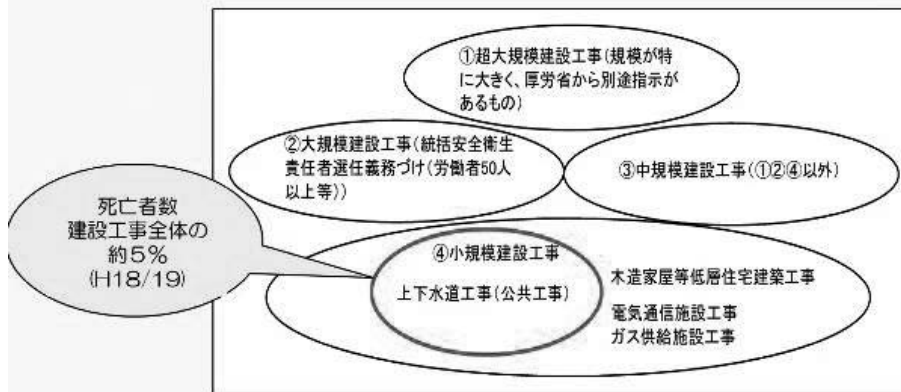 ①超大規模建設工事(規模が特
に大きく、厚労省から別途指示が
あるもの)
②大規模建設工事(統括安全衛生
責任者選任義務づけ(労働者50人
以上等))
③中規模建設工事(①②④以外)
死亡者数
建設工事全体の
約5%
(H18/19)
④小規模建設工事
上下水道工事(公共工事)
木造家屋等低層住宅建築工事
電気通信施設工事
ガス供給施設工事